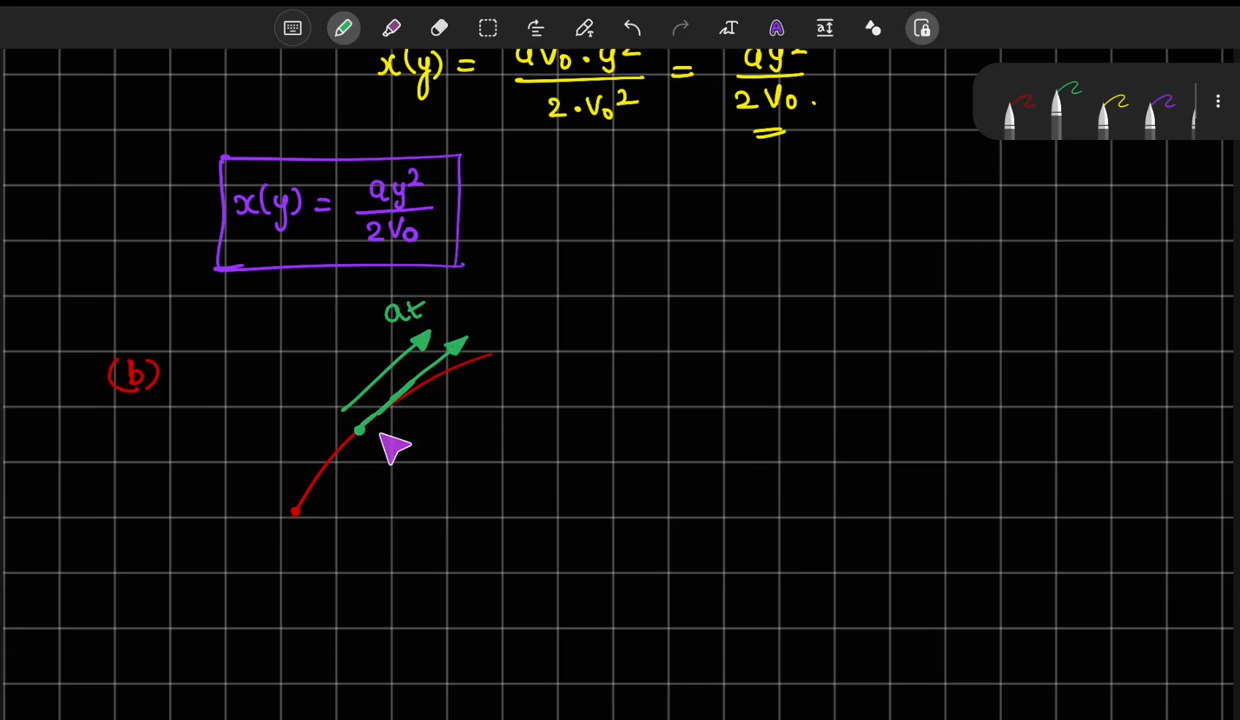 x(y) = aV₀·y² / 2·V₀² = ay² / 2V₀.
x(y) = ay² / 2V₀
at
(b)